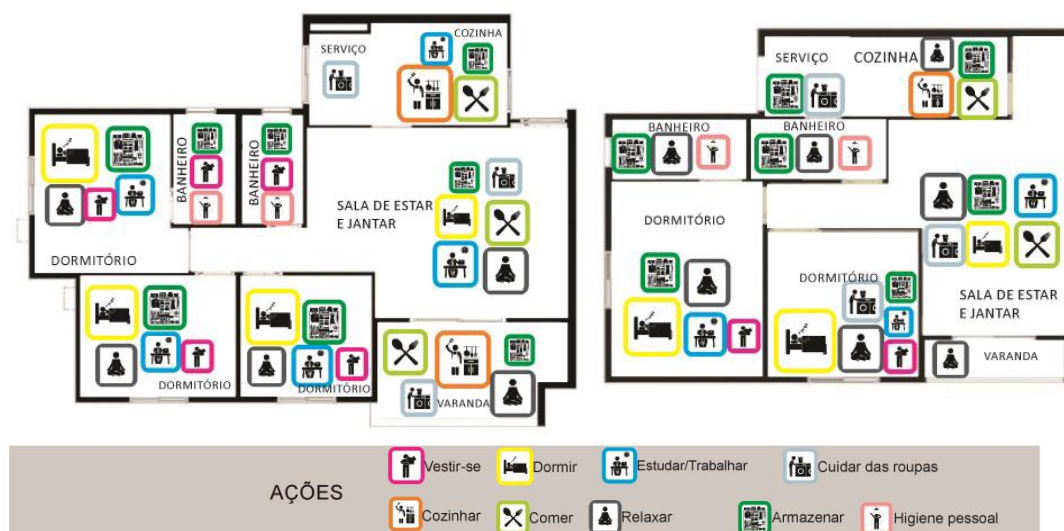 COZINHA
SERVIÇO
BANHEIRO
BANHEIRO
SALA DE ESTAR
E JANTAR
DORMITÓRIO
DORMITÓRIO
DORMITÓRIO
VARANDA
SERVIÇO
COZINHA
BANHEIRO
BANHEIRO
DORMITÓRIO
DORMITÓRIO
SALA DE ESTAR
E JANTAR
VARANDA
AÇÕES
Vestir-se
Dormir
Estudar/Trabalhar
Cuidar das roupas
Cozinhar
Comer
Relaxar
Armazenar
Higiene pessoal